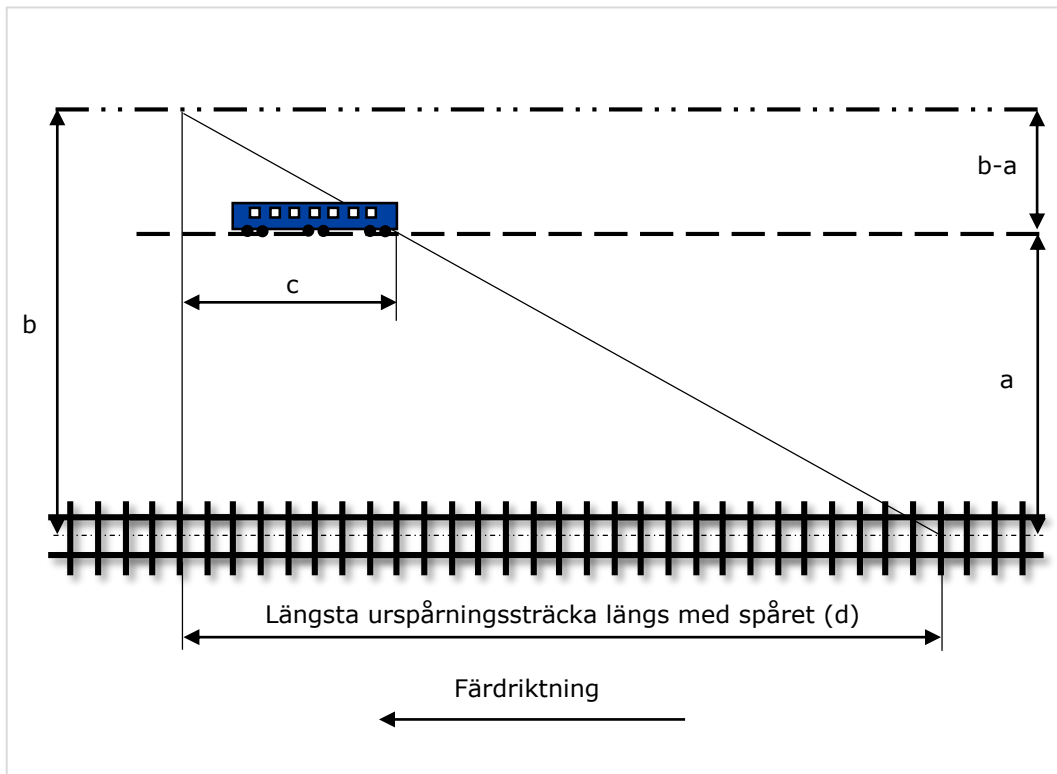 b-a
c
b
a
Längsta urspårningssträcka längs med spåret (d)
Färdriktning